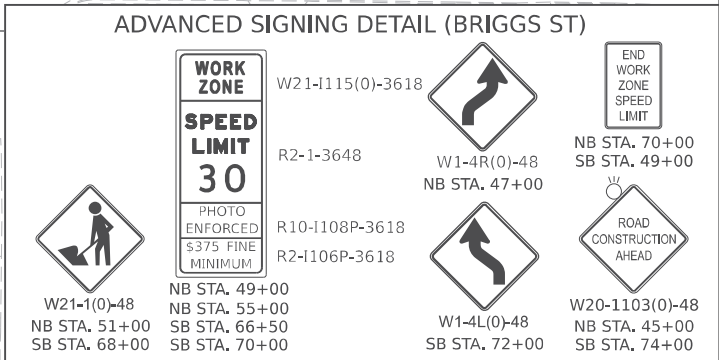 ADVANCED SIGNING DETAIL (BRIGGS ST)
W21-1(0)-48
NB STA. 51+00
SB STA. 68+00
WORK
ZONE
SPEED
LIMIT
30
PHOTO
ENFORCED
$375 FINE
MINIMUM
W21-I115(0)-3618
R2-1-3648
R10-I108P-3618
R2-I106P-3618
NB STA. 49+00
NB STA. 55+00
SB STA. 66+50
SB STA. 70+00
W1-4R(0)-48
NB STA. 47+00
W1-4L(0)-48
SB STA. 72+00
END
WORK
ZONE
SPEED
LIMIT
NB STA. 70+00
SB STA. 49+00
ROAD
CONSTRUCTION
AHEAD
W20-1103(0)-48
NB STA. 45+00
SB STA. 74+00